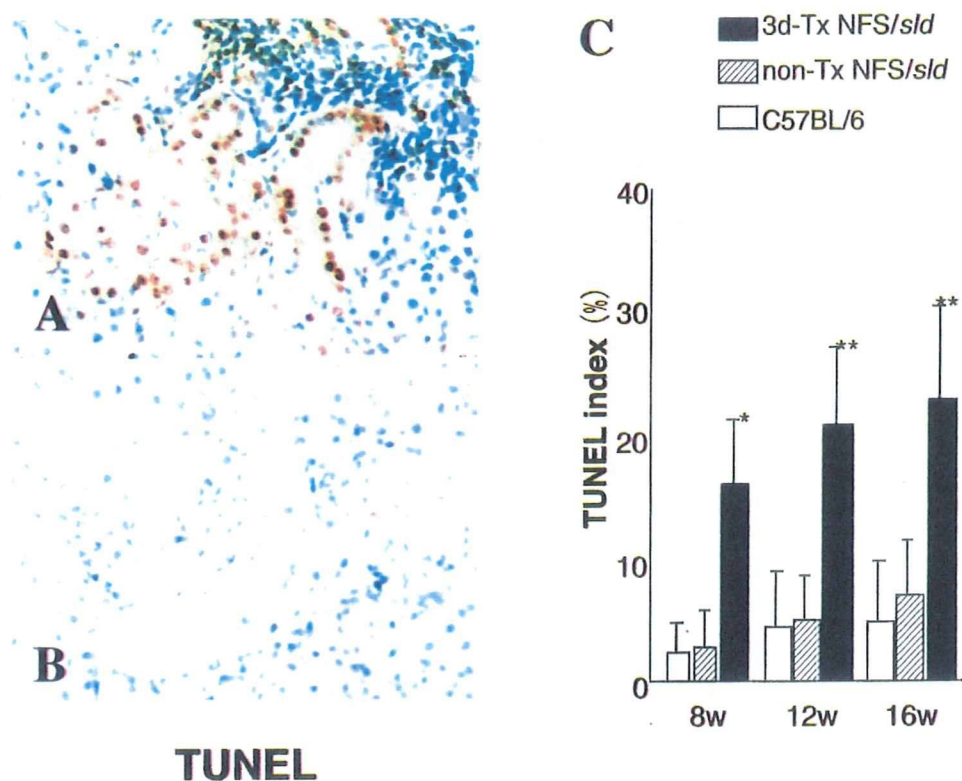 A
B
TUNEL
C
3d-Tx NFS/sld
non-Tx NFS/sld
C57BL/6
TUNEL index (%)
40
30
20
10
0
*
**
**
8w
12w
16w